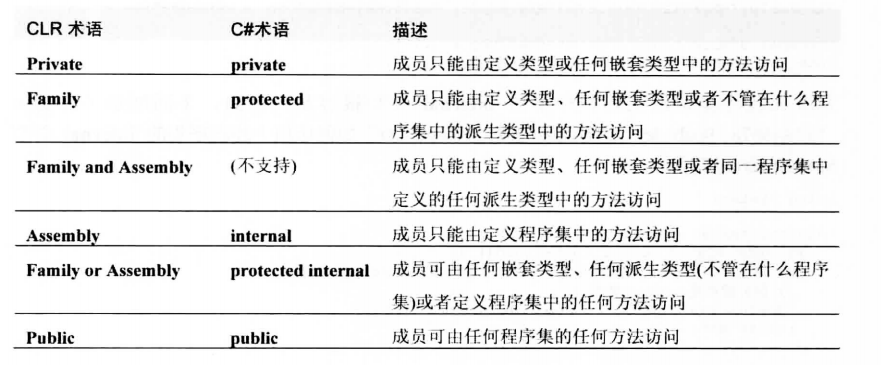 CLR 术语 C#术语 描述
Private private 成员只能由定义类型或任何嵌套类型中的方法访问
Family protected 成员只能由定义类型、任何嵌套类型或者不管在什么程
序集中的派生类型中的方法访问
Family and Assembly (不支持) 成员只能由定义类型、任何嵌套类型或者同一程序集中
定义的任何派生类型中的方法访问
Assembly internal 成员只能由定义程序集中的方法访问
Family or Assembly protected internal 成员可由任何嵌套类型、任何派生类型(不管在什么程序
集)或者定义程序集中的任何方法访问
Public public 成员可由任何程序集的任何方法访问